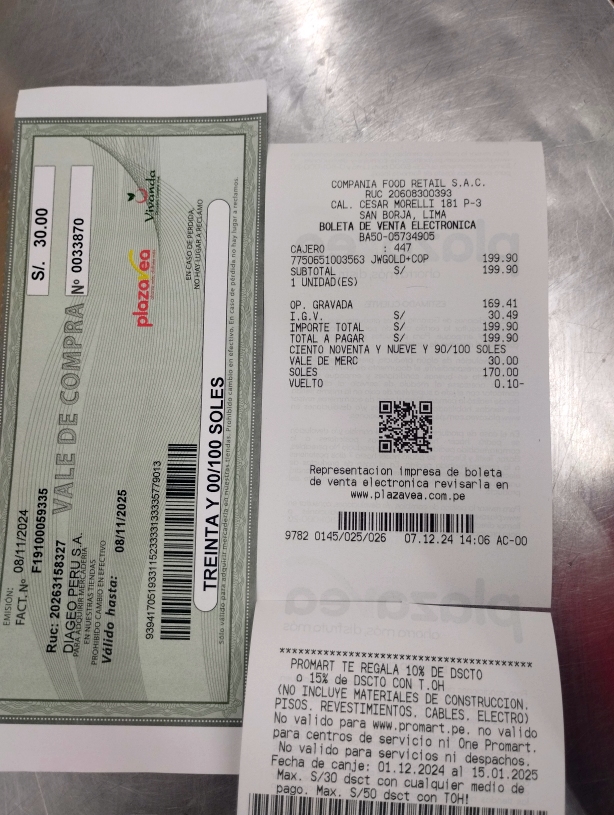 S/. 30.00
VALE DE COMPRA Nº 0033870
plazaVea
Vivanda
EN CASO DE PERDIDA,
NO HAY LUGAR A RECLAMO
EMISIÓN: 08/11/2024
FACT.Nº F19100059335
Ruc: 20263158327
DIAGEO PERU S.A.
PARA ADQUIRIR MERCADERIA
EN NUESTRAS TIENDAS
PROHIBIDO CAMBIO EN EFECTIVO
Válido hasta: 08/11/2025
TREINTA Y 00/100 SOLES
Sólo válido para adquirir mercadería en nuestras tiendas. Prohibido cambio en efectivo. En caso de pérdida no hay lugar a reclamos.
COMPANIA FOOD RETAIL S.A.C.
RUC 20608300393
CAL. CESAR MORELLI 181 P-3
SAN BORJA, LIMA
BOLETA DE VENTA ELECTRONICA
BA50-05734905
CAJERO : 447
7750651003563 JWGOLD+COP 199.90
SUBTOTAL S/ 199.90
1 UNIDAD(ES)
OP. GRAVADA 169.41
I.G.V. S/ 30.49
IMPORTE TOTAL S/ 199.90
TOTAL A PAGAR S/ 199.90
CIENTO NOVENTA Y NUEVE Y 90/100 SOLES
VALE DE MERC 30.00
SOLES 170.00
VUELTO 0.10-
Representacion impresa de boleta
de venta electronica revisarla en
www.plazavea.com.pe
9782 0145/025/026 07.12.24 14:06 AC-00
*****************************************
PROMART TE REGALA 10% DE DSCTO
o 15% de DSCTO CON T.OH
(NO INCLUYE MATERIALES DE CONSTRUCCION,
PISOS, REVESTIMIENTOS, CABLES, ELECTRO)
No valido para www.promart.pe, no valido
para centros de servicio ni One Promart.
No valido para servicios ni despachos.
Fecha de canje: 01.12.2024 al 15.01.2025
Max. S/30 dsct con cualquier medio de
pago. Max. S/50 dsct con TOH!